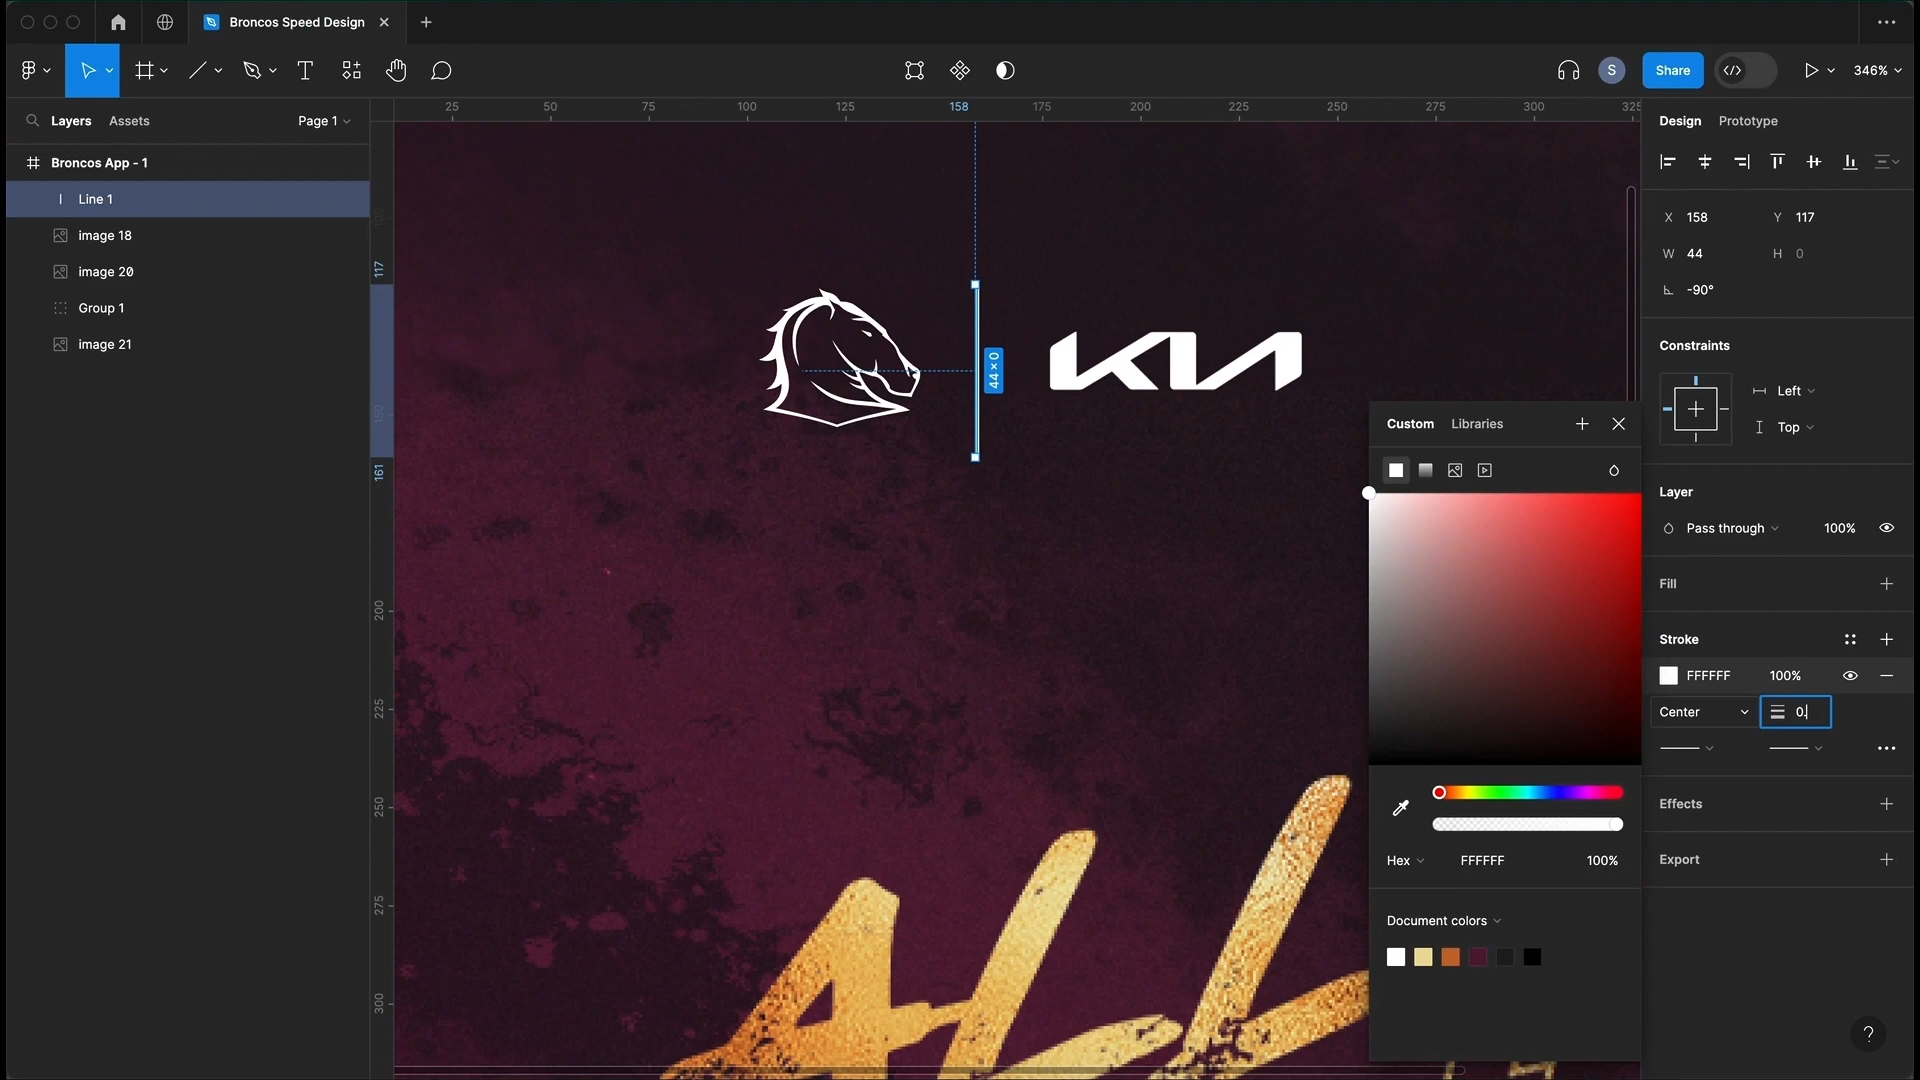 Broncos Speed Design
S
Share
346%
Layers
Assets
Page 1
25
50
75
100
125
158
175
200
225
250
275
300
325
Design
Prototype
Broncos App - 1
Line 1
image 18
image 20
Group 1
image 21
100
117
150
161
200
225
250
275
300
44 × 0
KIA
X 158
Y 117
W 44
H 0
-90°
Constraints
Left
Top
Custom
Libraries
Layer
Pass through
100%
Fill
Stroke
FFFFFF
100%
Center
0.
Effects
Hex
FFFFFF
100%
Export
Document colors
?